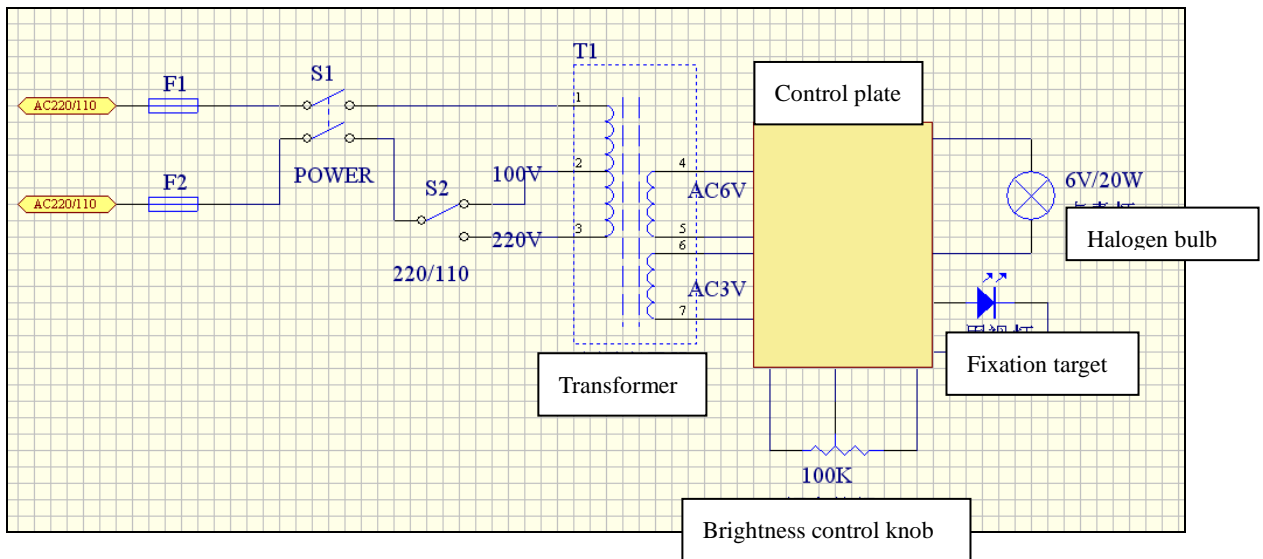 T1
F1
S1
AC220/110
Control plate
1
POWER
F2
S2
2
100V
4
AC6V
6V/20W
AC220/110
3
220V
5
6
Halogen bulb
220/110
AC3V
7
Fixation target
Transformer
100K
Brightness control knob